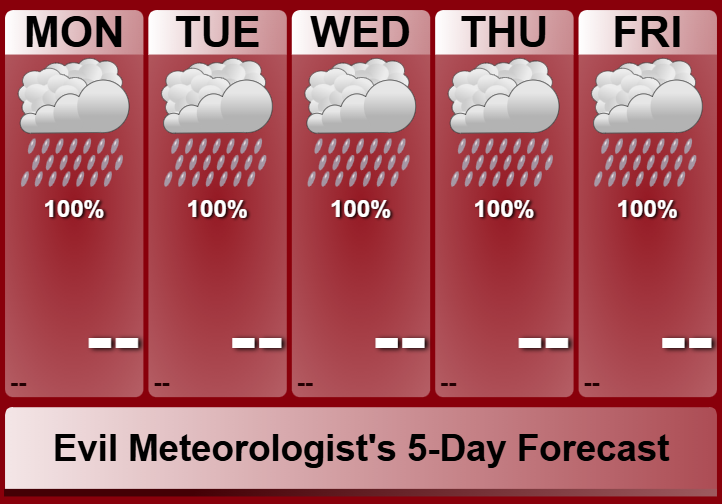 MON TUE WED THU FRI
100% 100% 100% 100% 100%
-- -- -- -- --
-- -- -- -- --
Evil Meteorologist's 5-Day Forecast